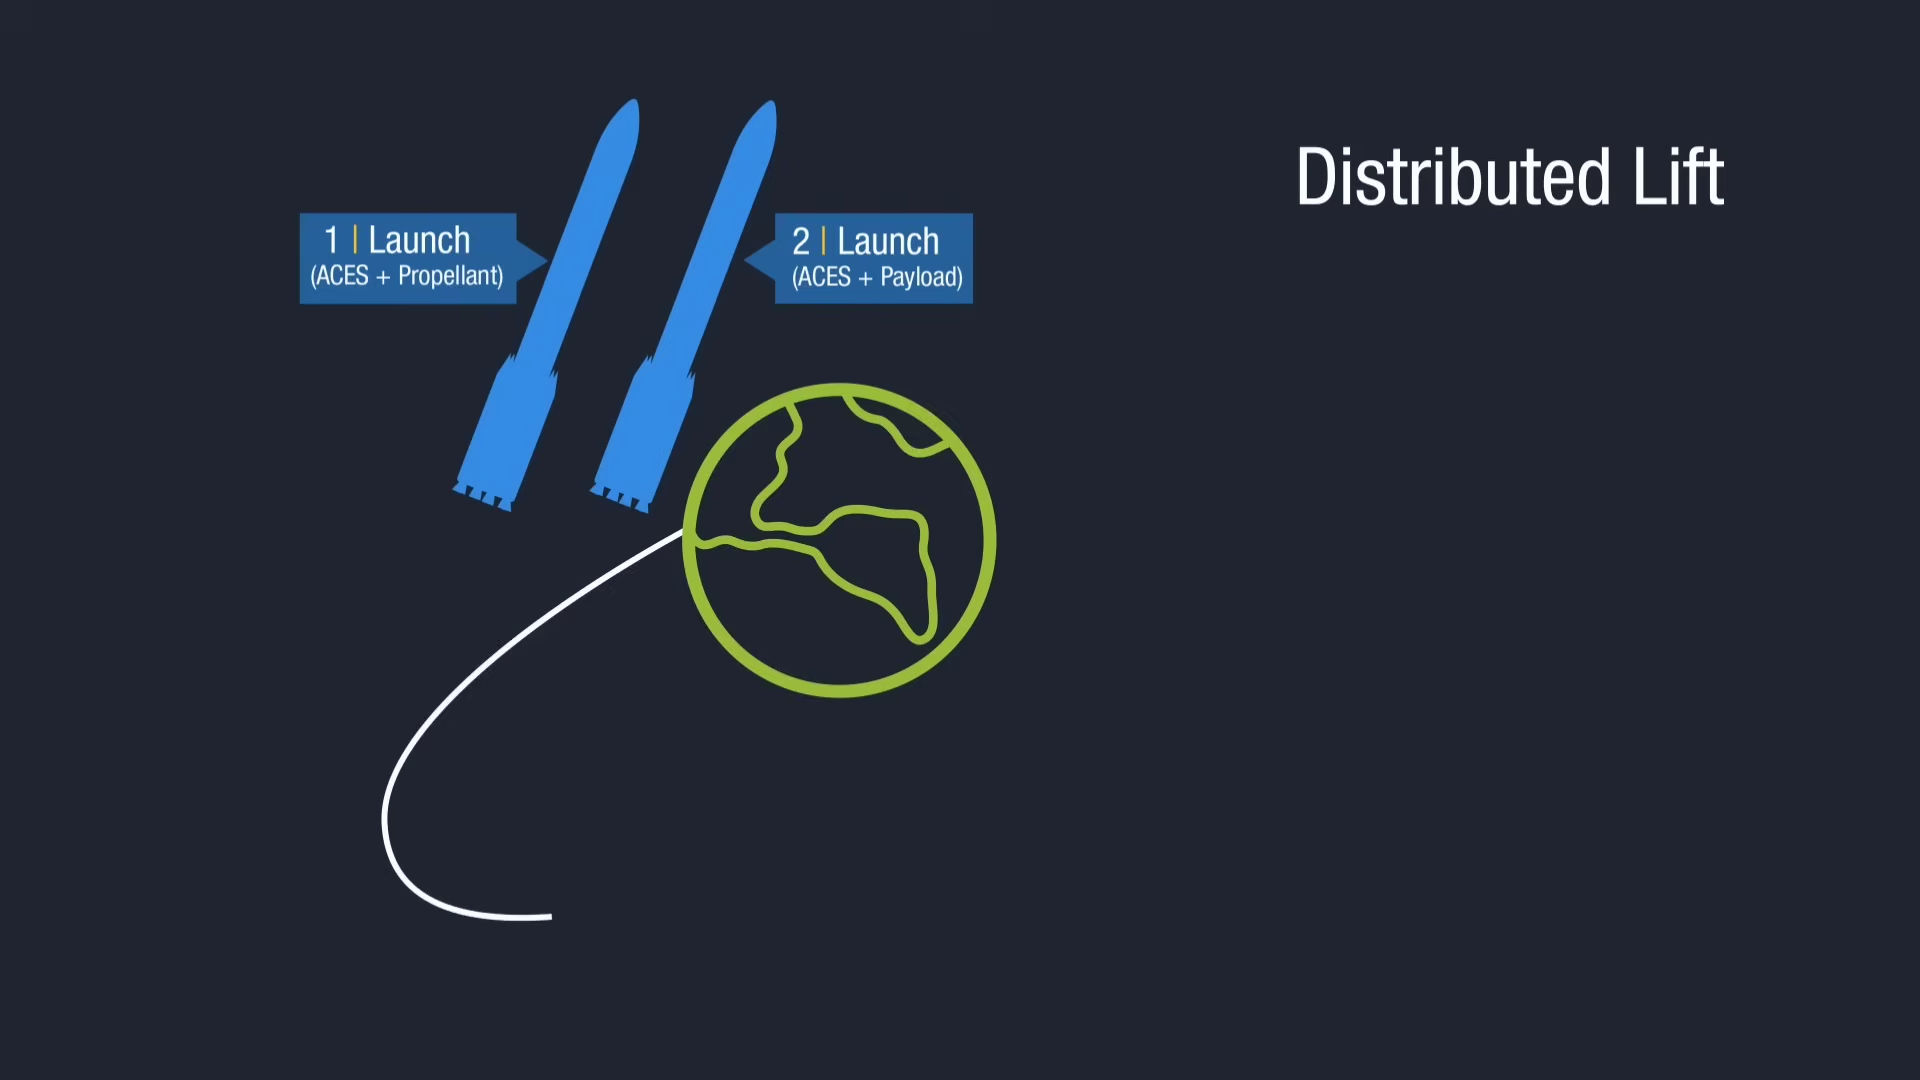 Distributed Lift
1 | Launch
(ACES + Propellant)
2 | Launch
(ACES + Payload)